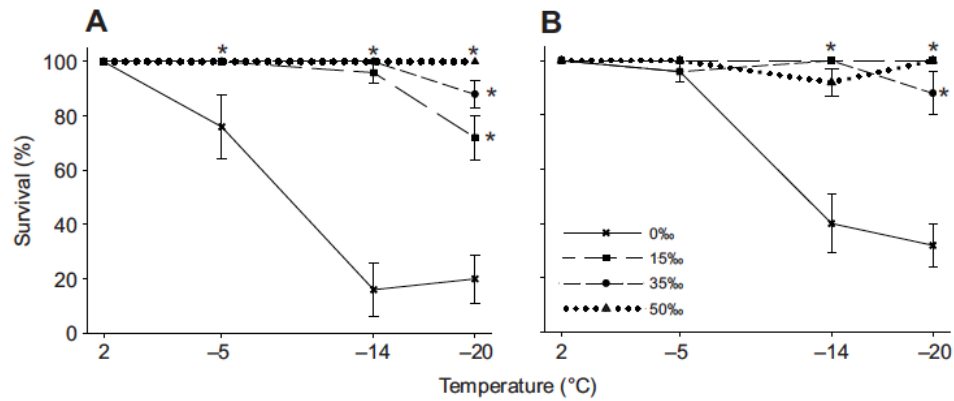 A
B
* * *
* *
100
*
*
80
*
60
40
20
0
Survival (%)
0‰
15‰
35‰
50‰
2 –5 –14 –20
2 –5 –14 –20
Temperature (°C)